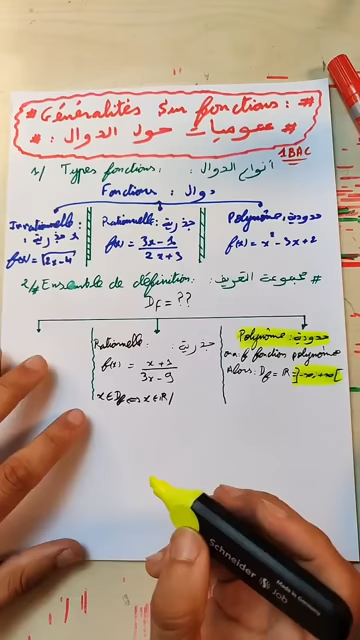 # Généralités Sur fonctions: #
# عموميات حول الدوال: #
1BAC
1/ Types fonctions: أنواع الدوال:
Fonctions: دوال
Irrationnelle:
f(x) = √2x-4
Rationnelle: جذرية:
f(x) = 3x-1 / 2x+3
Polynôme: حدودية:
f(x) = x² - 3x + 2
2/ Ensemble de définition: مجموعة التعريف: #
Df = ??
Rationnelle: جذرية:
f(x) = x+1 / 3x-9
x ∈ Df ⇔ x ∈ ℝ /
Polynôme: حدودية:
on a f fonction polynôme
Alors: Df = ℝ = ]-∞;+∞[
Schneider Job
Made in Germany